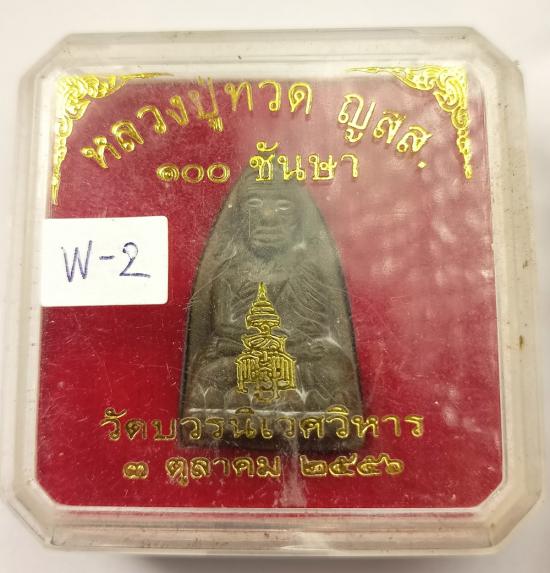 หลวงปู่ทวด ญสส.
๑๐๐ ชันษา
W-2
วัดบวรนิเวศวิหาร
๓ ตุลาคม ๒๕๕๖